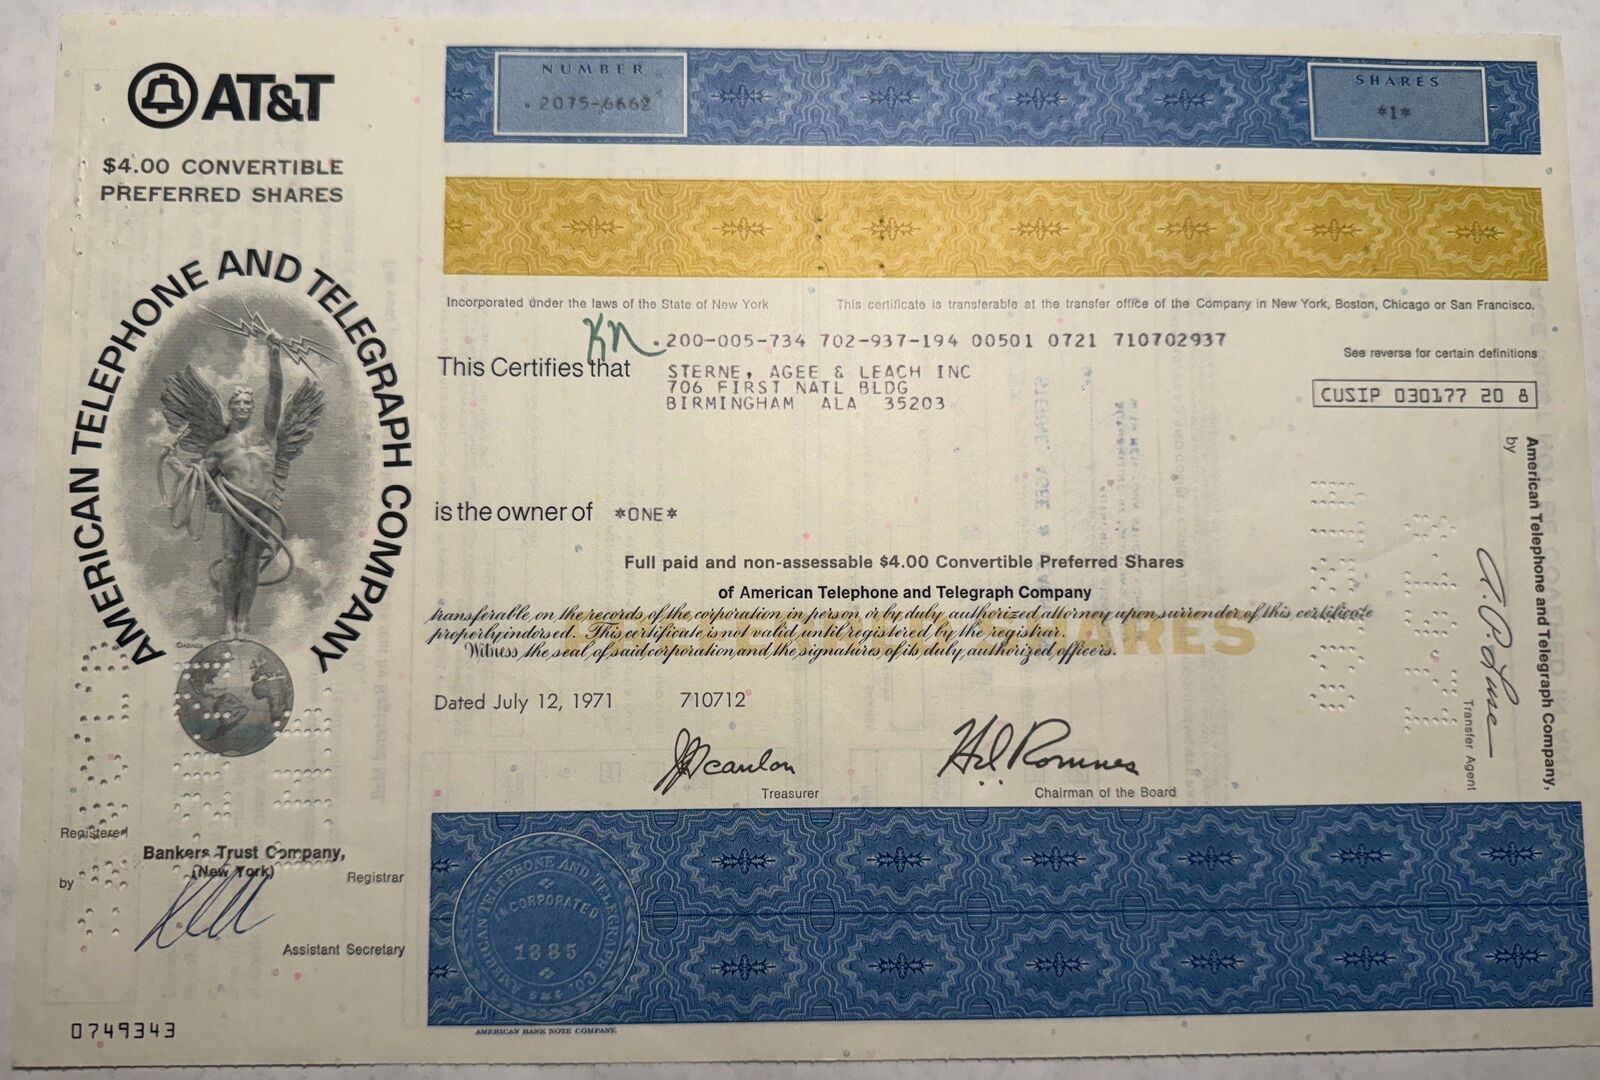 AT&T
$4.00 CONVERTIBLE
PREFERRED SHARES
AMERICAN TELEPHONE AND TELEGRAPH COMPANY
NUMBER
.2075-6662
SHARES
*1*
Incorporated under the laws of the State of New York
This certificate is transferable at the transfer office of the Company in New York, Boston, Chicago or San Francisco.
KN
.200-005-734 702-937-194 00501 0721 710702937
See reverse for certain definitions
This Certifies that
STERNE, AGEE & LEACH INC
706 FIRST NATL BLDG
BIRMINGHAM ALA 35203
CUSIP 030177 20 8
is the owner of *ONE*
Full paid and non-assessable $4.00 Convertible Preferred Shares
of American Telephone and Telegraph Company
transferable on the records of the corporation in person or by duly authorized attorney upon surrender of this certificate
properly indorsed. This certificate is not valid until registered by the registrar.
Witness the seal of said corporation and the signatures of its duly authorized officers.
SHARES
Dated July 12, 1971 710712
Treasurer
H I Romnes
Chairman of the Board
American Telephone and Telegraph Company,
by
Transfer Agent
Registered
Bankers Trust Company,
(New York)
Registrar
by
Assistant Secretary
AMERICAN TELEPHONE AND TELEGRAPH CO.
INCORPORATED
1885
AMERICAN BANK NOTE COMPANY.
0749343